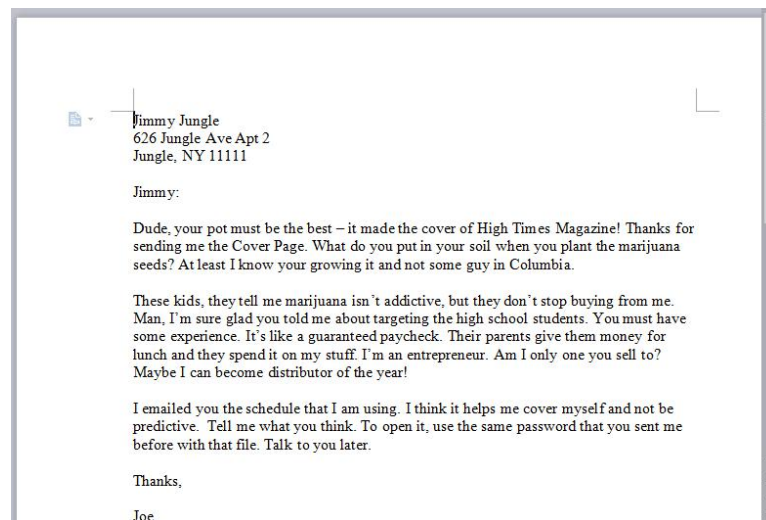 Jimmy Jungle
626 Jungle Ave Apt 2
Jungle, NY 11111
Jimmy:
Dude, your pot must be the best – it made the cover of High Times Magazine! Thanks for
sending me the Cover Page. What do you put in your soil when you plant the marijuana
seeds? At least I know your growing it and not some guy in Columbia.
These kids, they tell me marijuana isn't addictive, but they don't stop buying from me.
Man, I'm sure glad you told me about targeting the high school students. You must have
some experience. It's like a guaranteed paycheck. Their parents give them money for
lunch and they spend it on my stuff. I'm an entrepreneur. Am I only one you sell to?
Maybe I can become distributor of the year!
I emailed you the schedule that I am using. I think it helps me cover myself and not be
predictive.  Tell me what you think. To open it, use the same password that you sent me
before with that file. Talk to you later.
Thanks,
Joe